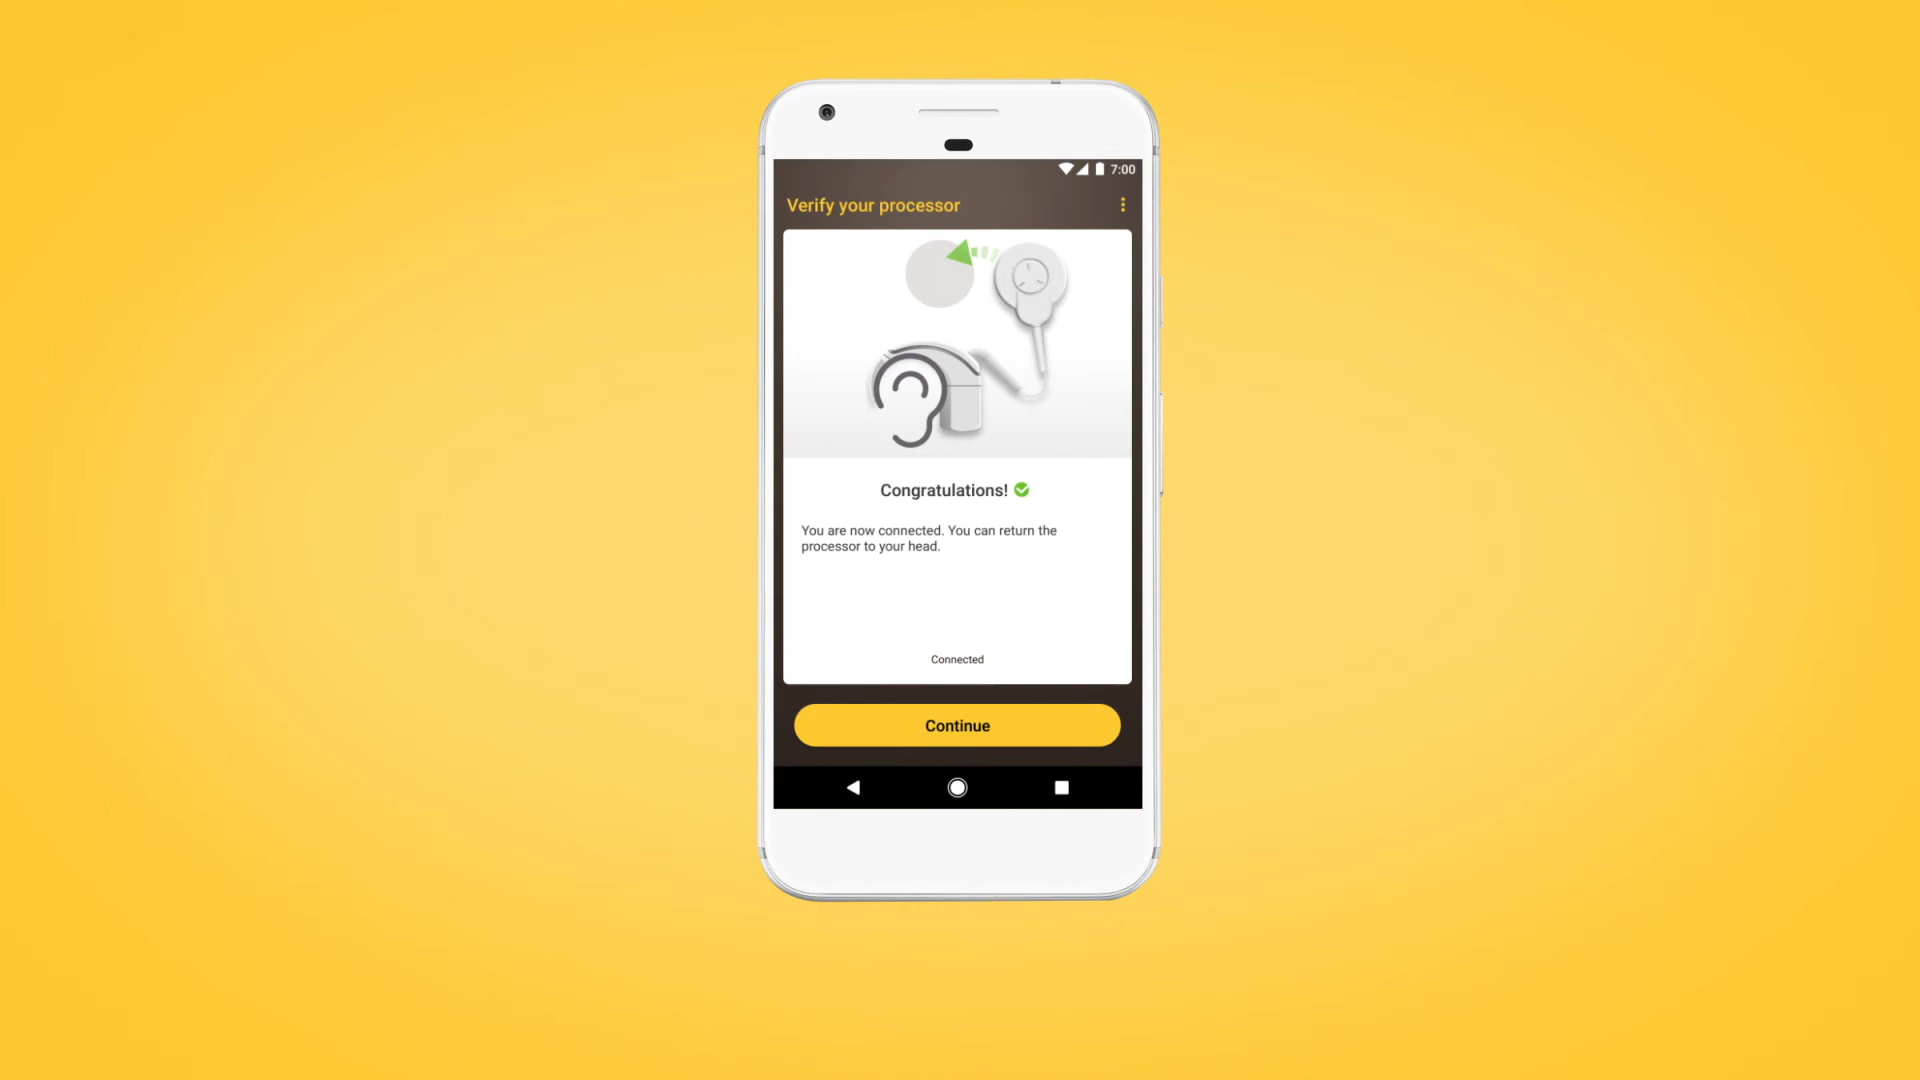 7:00
Verify your processor
Congratulations!
You are now connected. You can return the
processor to your head.
Connected
Continue